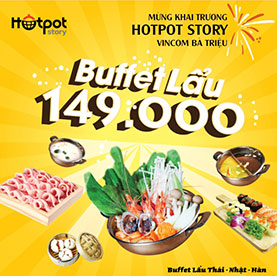 Hotpot
story
MỪNG KHAI TRƯƠNG
HOTPOT STORY
VINCOM BÀ TRIỆU
Buffet Lẩu
149.000
Buffet Lẩu Thái - Nhật - Hàn